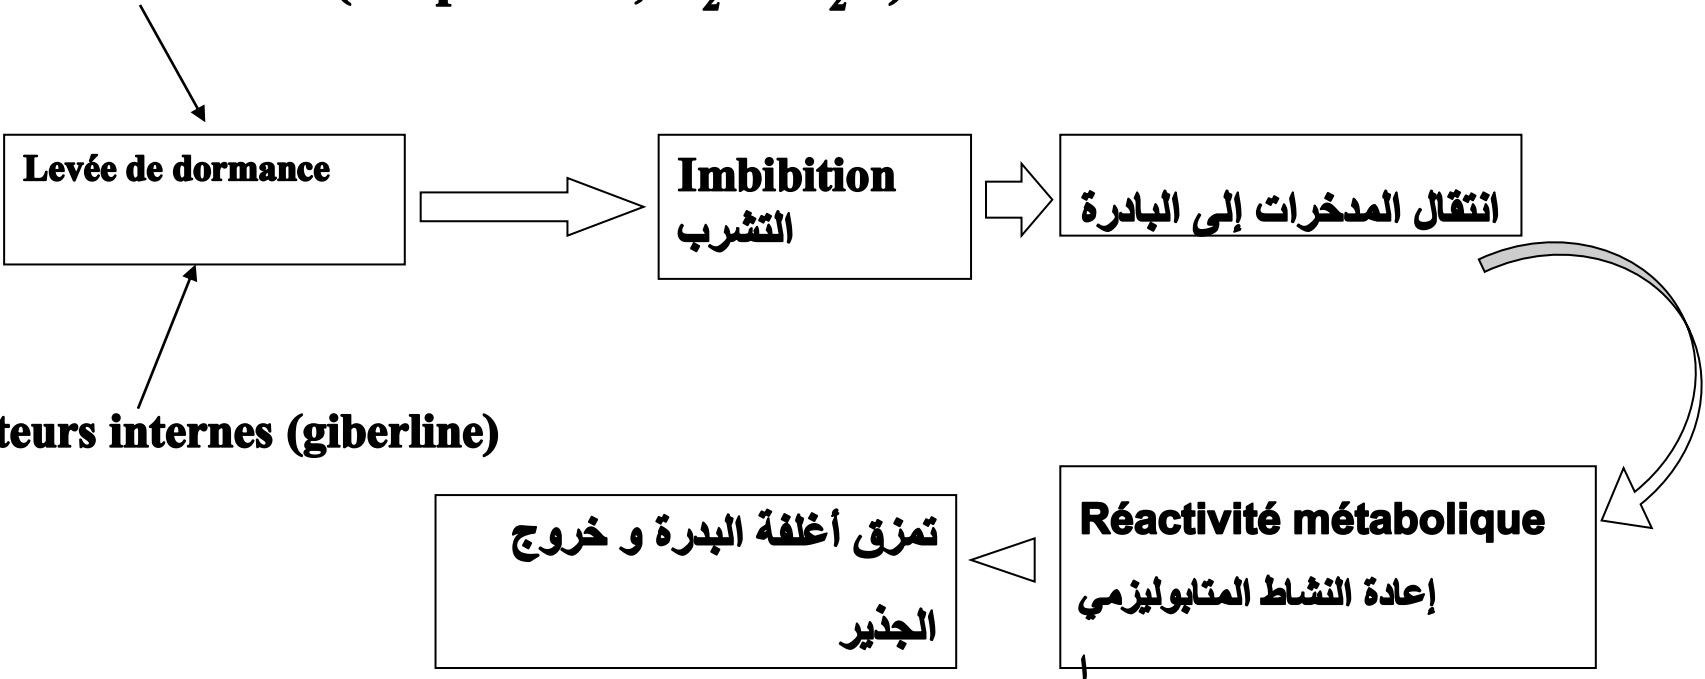 Levée de dormance
Imbibition
التشرب
انتقال المدخرات إلى البادرة
teurs internes (giberline)
Réactivité métabolique
إعادة النشاط المتابوليزمي
تمزق أغلفة البدرة و خروج
الجذير